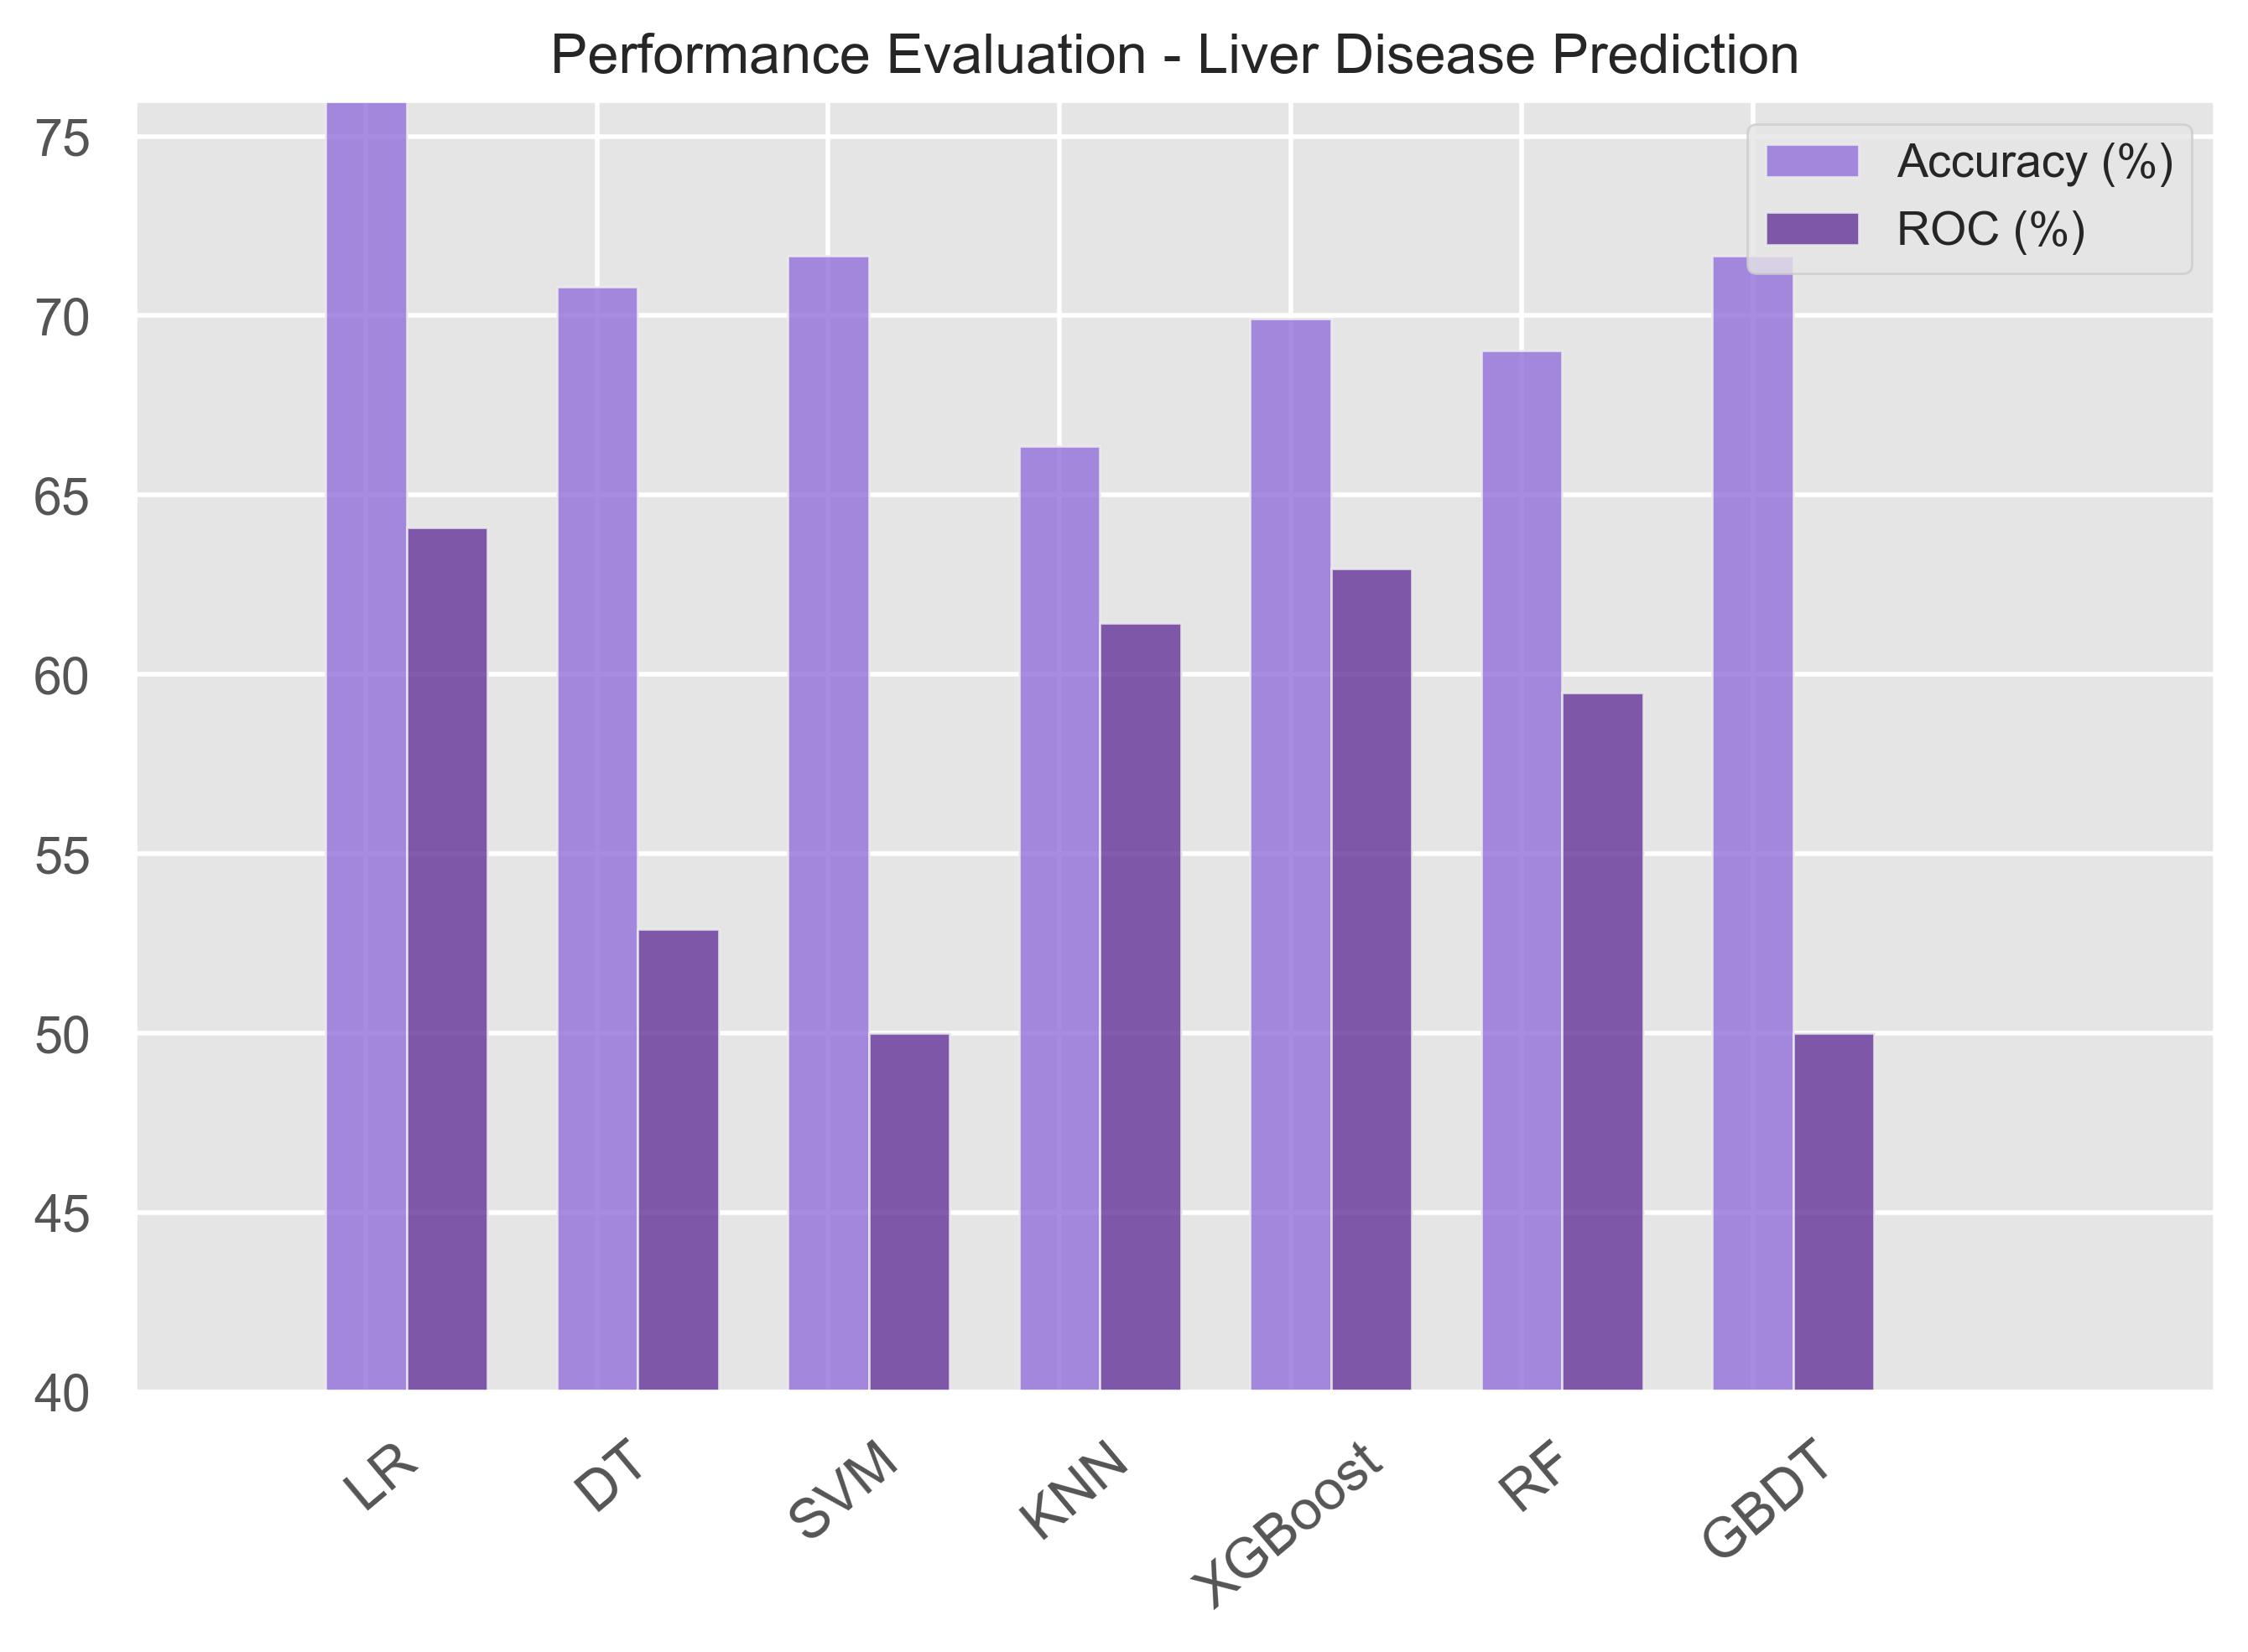 Performance Evaluation - Liver Disease Prediction
75
70
65
60
55
50
45
40
Accuracy (%)
ROC (%)
LR
DT
SVM
KNN
XGBoost
RF
GBDT